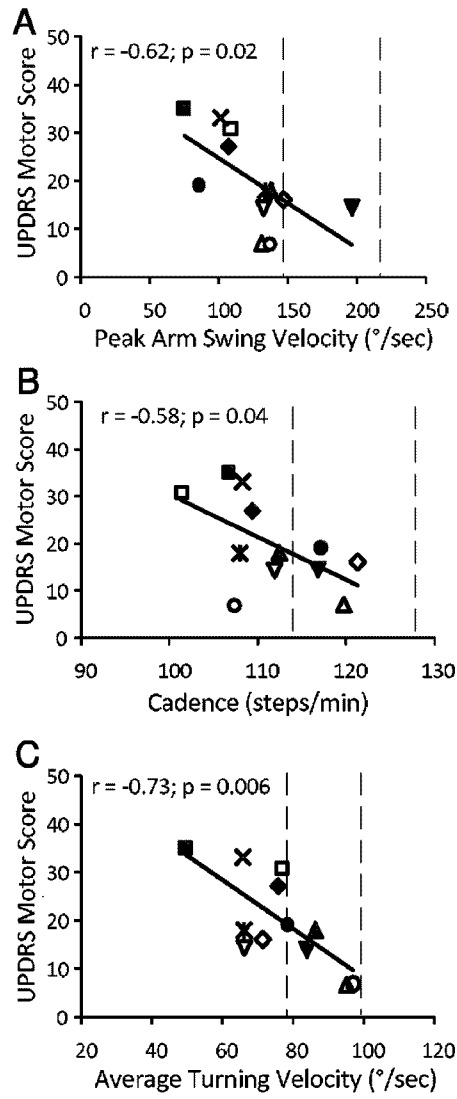 A
50
r = -0.62; p = 0.02
40
30
20
10
0
UPDRS Motor Score
0 50 100 150 200 250
Peak Arm Swing Velocity (°/sec)
B
50
r = -0.58; p = 0.04
40
30
20
10
0
UPDRS Motor Score
90 100 110 120 130
Cadence (steps/min)
C
50
r = -0.73; p = 0.006
40
30
20
10
0
UPDRS Motor Score
20 40 60 80 100 120
Average Turning Velocity (°/sec)